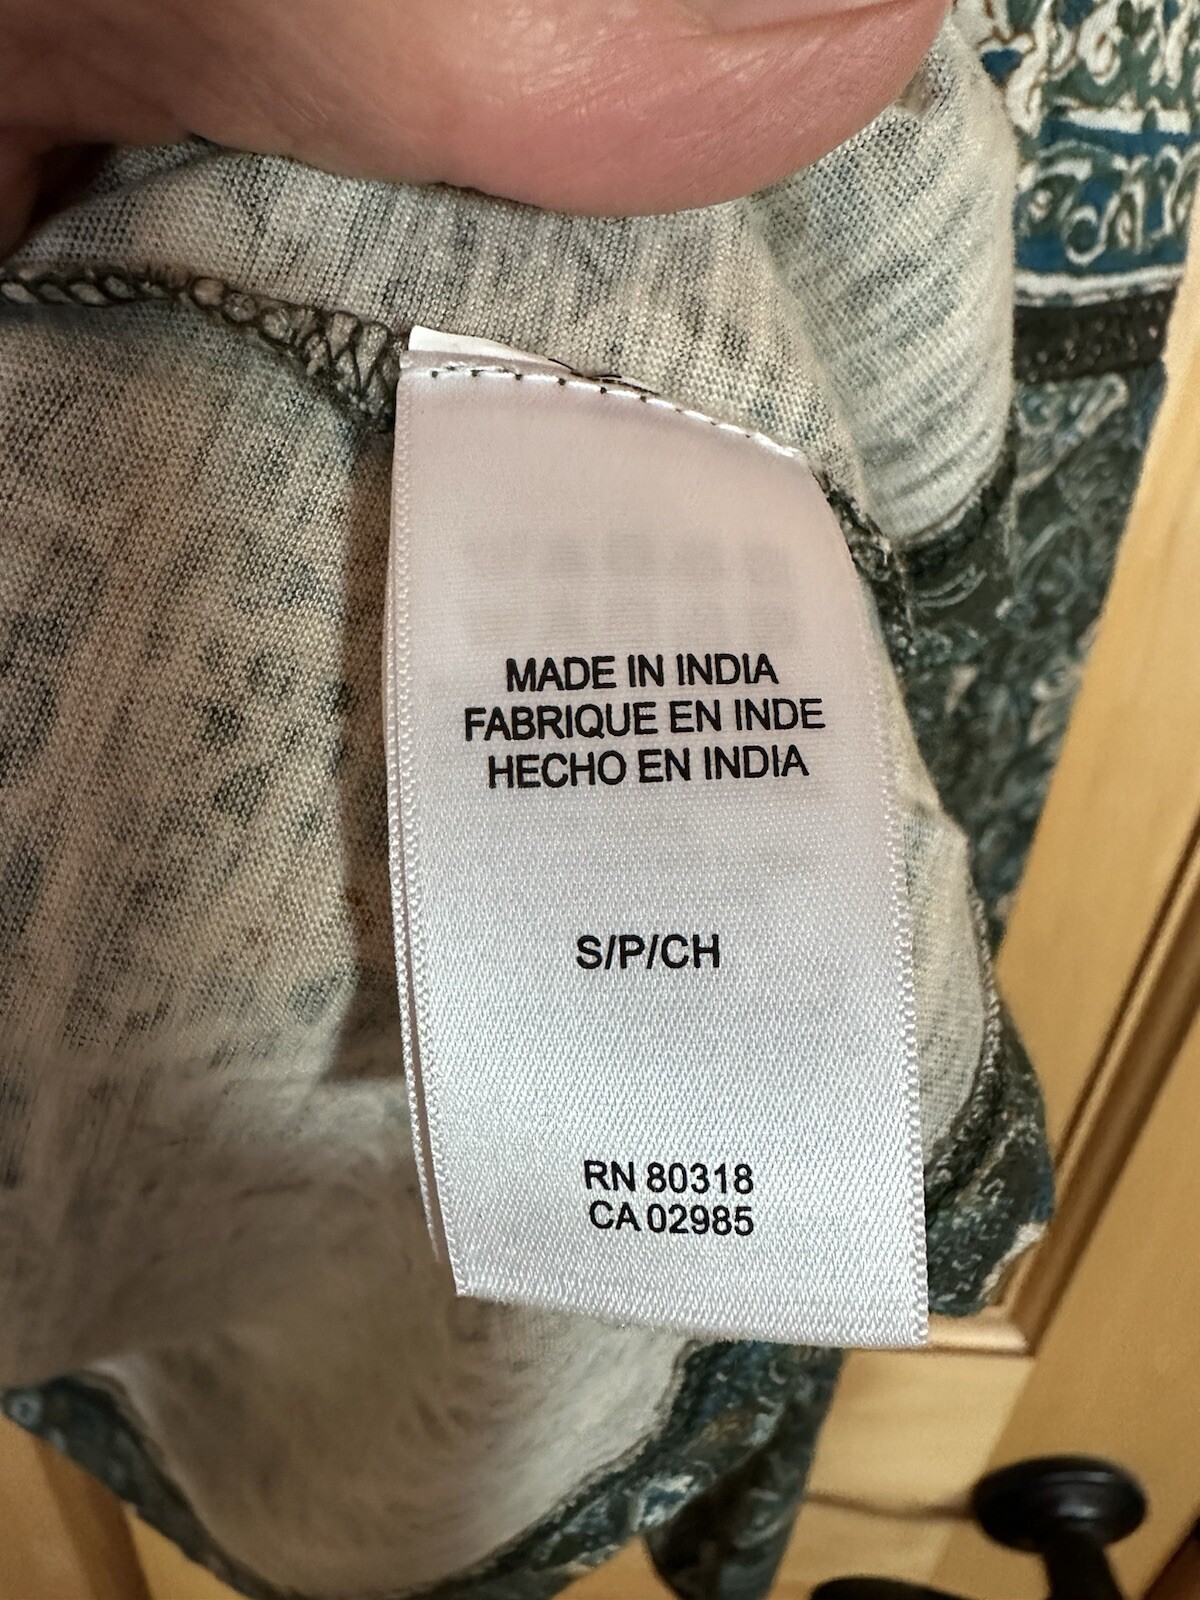 MADE IN INDIA
FABRIQUE EN INDE
HECHO EN INDIA
S/P/CH
RN 80318
CA 02985